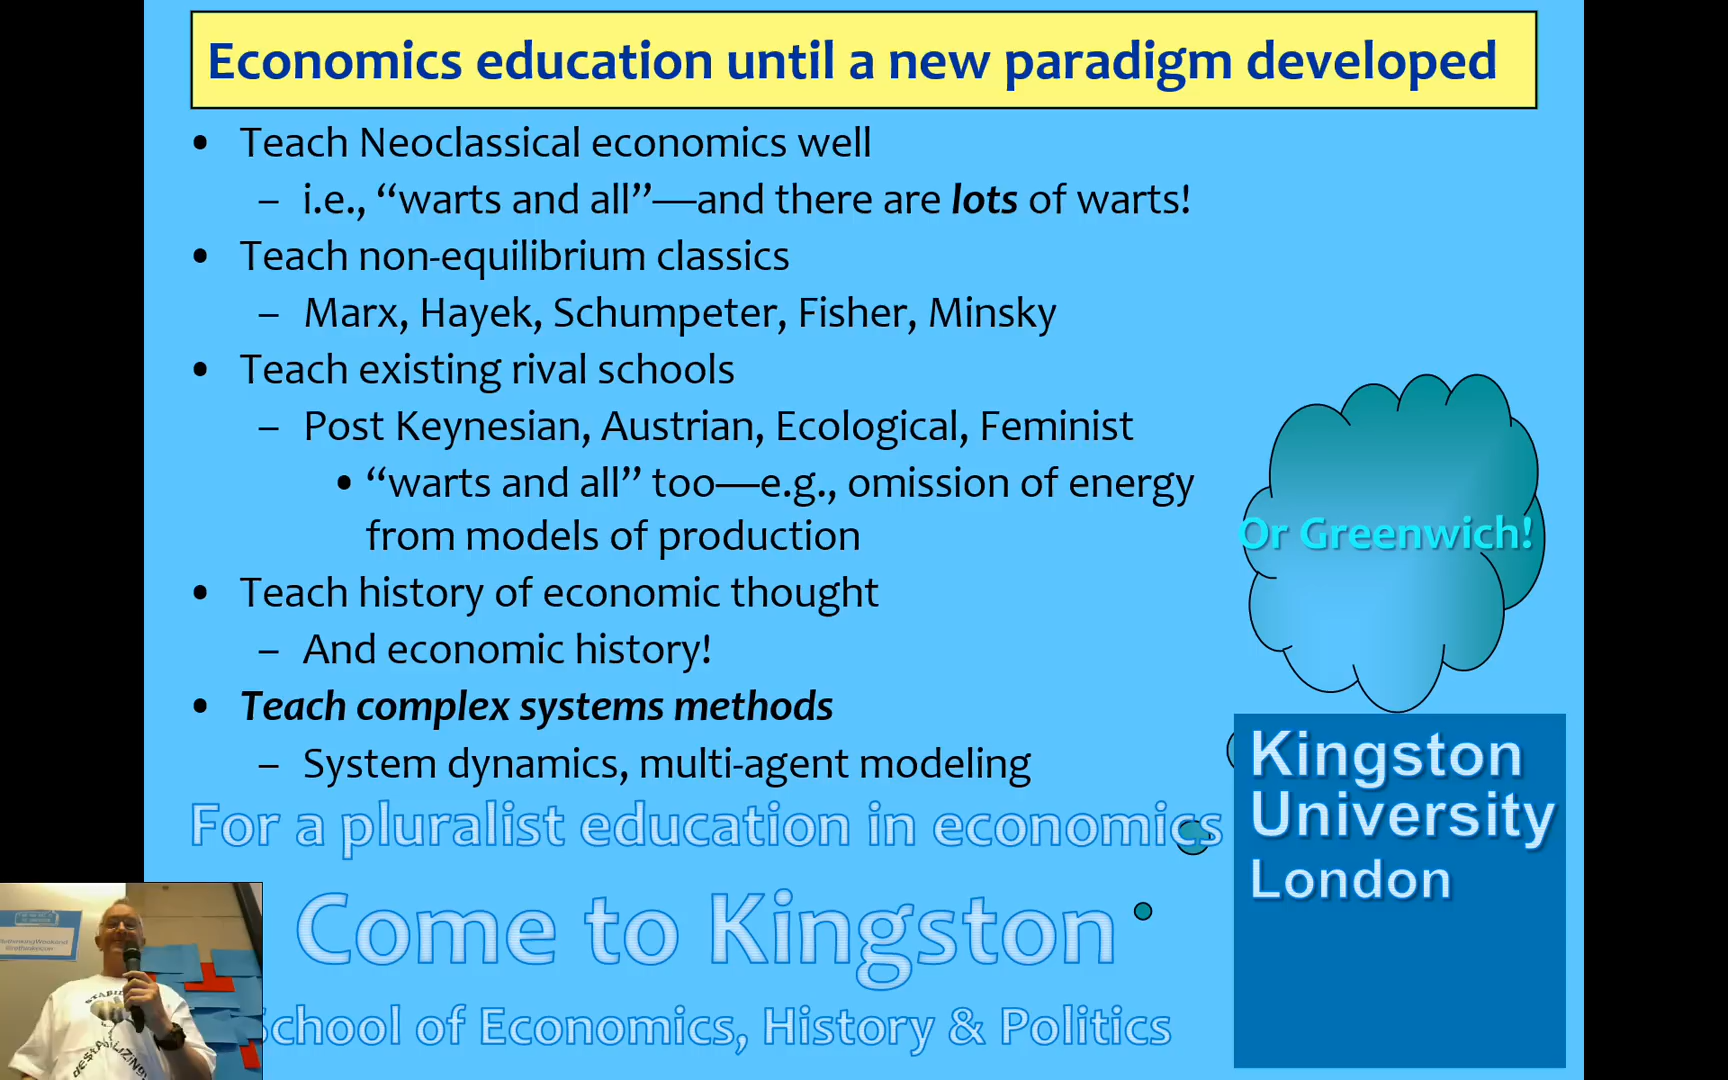 Economics education until a new paradigm developed
• Teach Neoclassical economics well
– i.e., “warts and all”—and there are lots of warts!
• Teach non-equilibrium classics
– Marx, Hayek, Schumpeter, Fisher, Minsky
• Teach existing rival schools
– Post Keynesian, Austrian, Ecological, Feminist
• “warts and all” too—e.g., omission of energy
from models of production
• Teach history of economic thought
– And economic history!
• Teach complex systems methods
– System dynamics, multi-agent modeling
Or Greenwich!
For a pluralist education in economics
Come to Kingston
School of Economics, History & Politics
Kingston
University
London